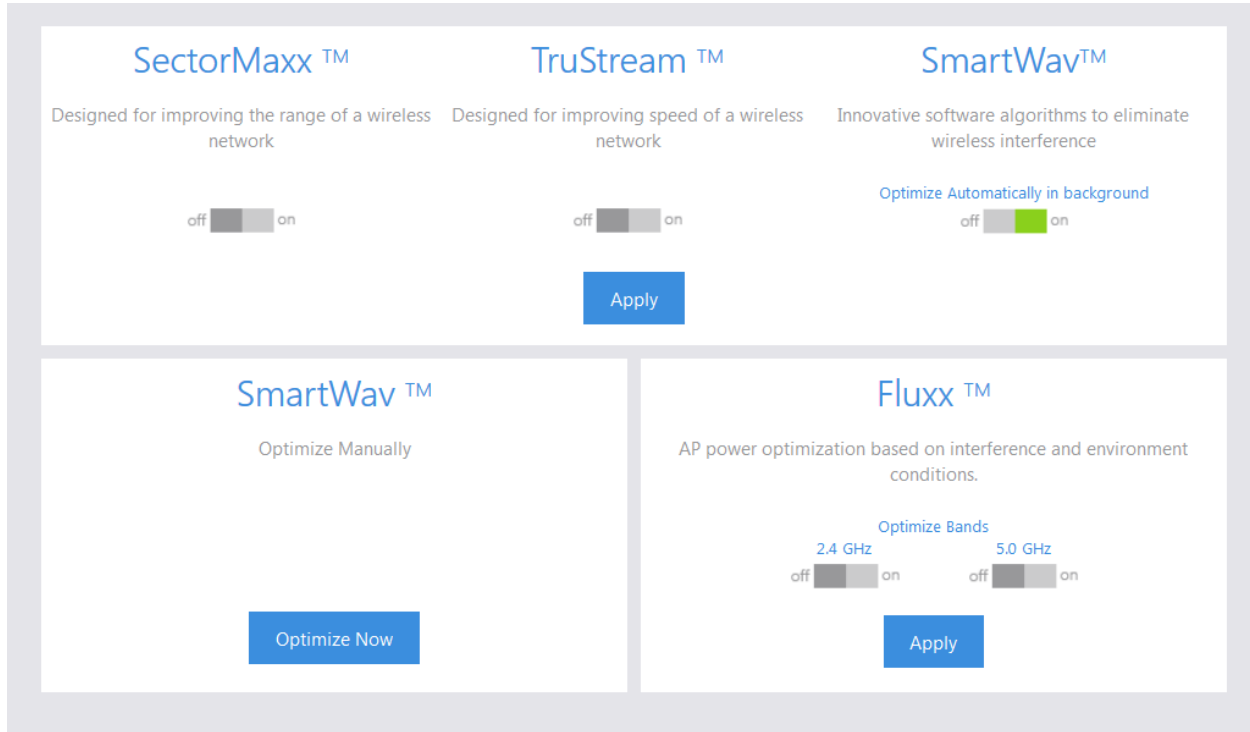 SectorMaxx ™
Designed for improving the range of a wireless
network
off on
TruStream ™
Designed for improving speed of a wireless
network
off on
SmartWav™
Innovative software algorithms to eliminate
wireless interference
Optimize Automatically in background
off on
Apply
SmartWav ™
Optimize Manually
Optimize Now
Fluxx ™
AP power optimization based on interference and environment
conditions.
Optimize Bands
2.4 GHz 5.0 GHz
off on off on
Apply